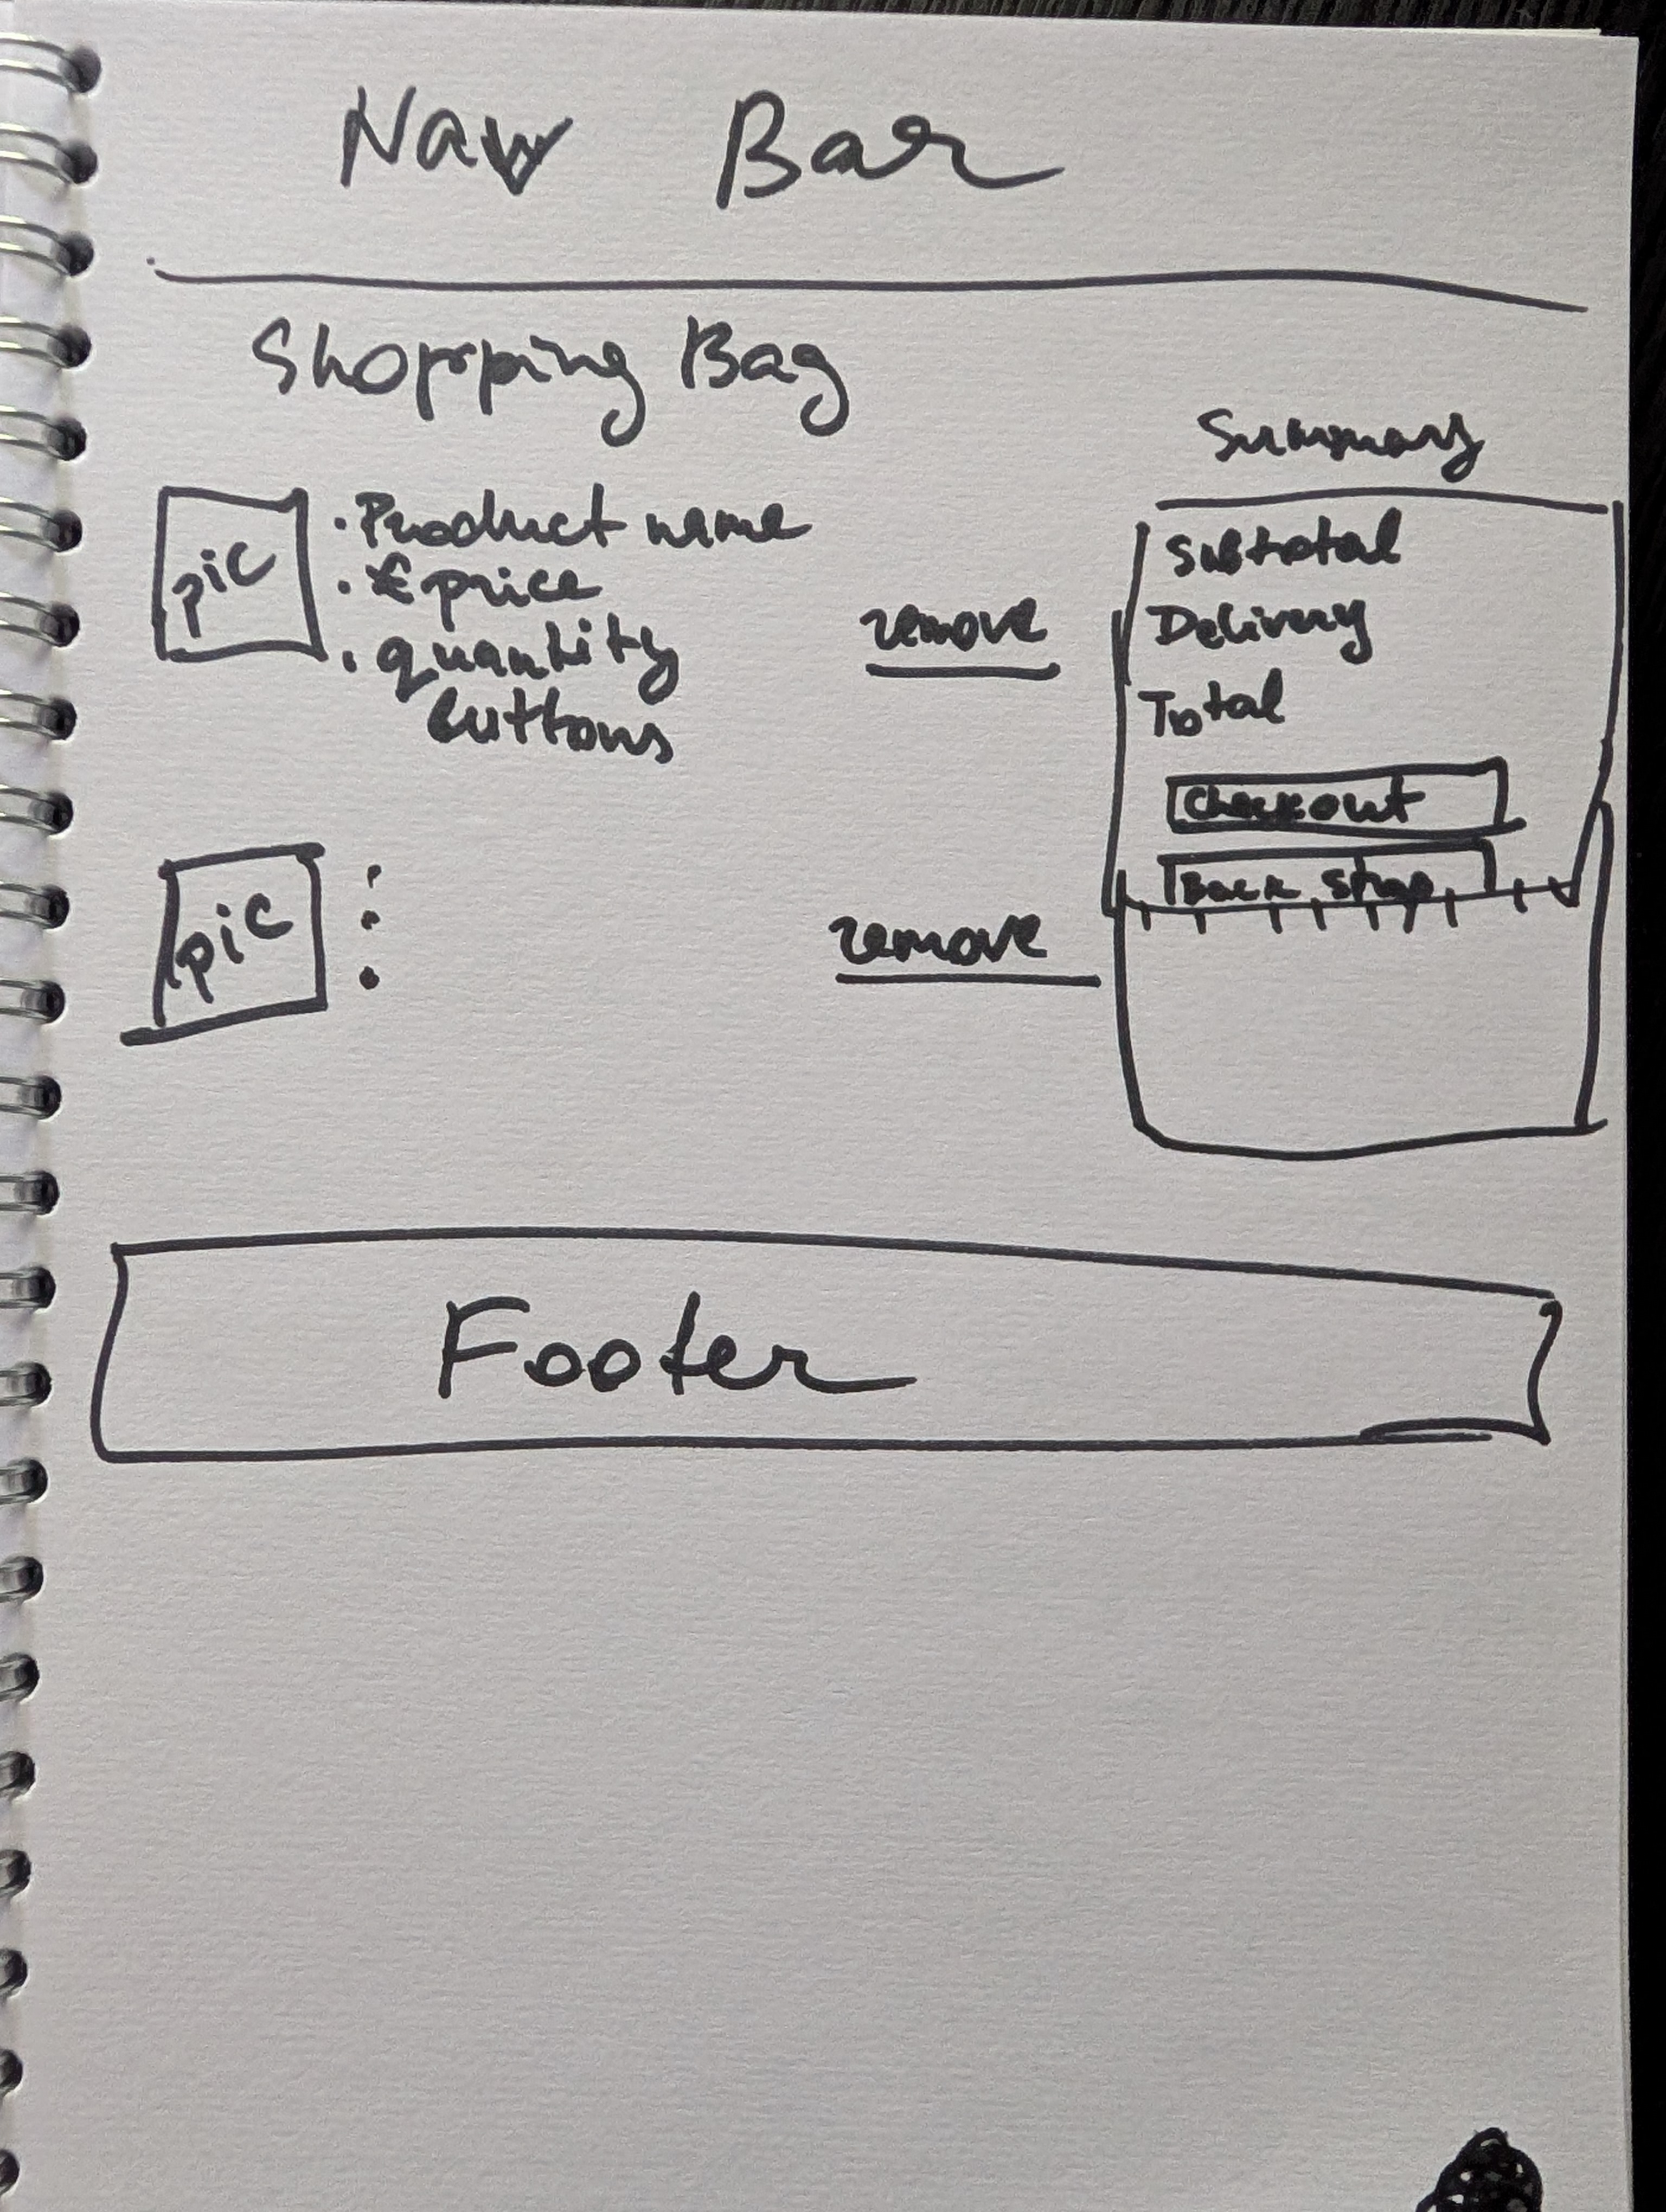 Nav Bar
Shopping Bag
Summary
pic
· Product name
· £ price
· quantity
buttons
remove
Subtotal
Delivery
Total
Checkout
Back shop
pic
remove
Footer